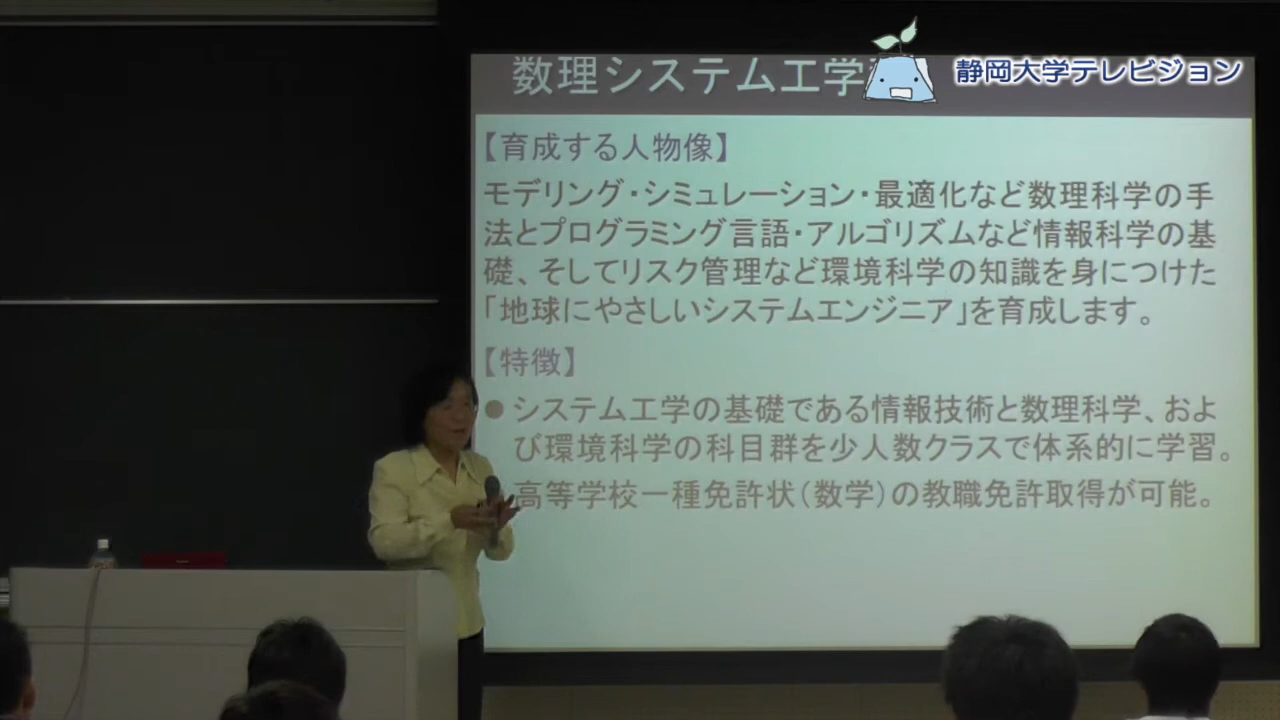 数理システム工学
静岡大学テレビジョン
【育成する人物像】
モデリング・シミュレーション・最適化など数理科学の手
法とプログラミング言語・アルゴリズムなど情報科学の基
礎、そしてリスク管理など環境科学の知識を身につけた
「地球にやさしいシステムエンジニア」を育成します。
【特徴】
● システム工学の基礎である情報技術と数理科学、およ
び環境科学の科目群を少人数クラスで体系的に学習。
高等学校一種免許状(数学)の教職免許取得が可能。